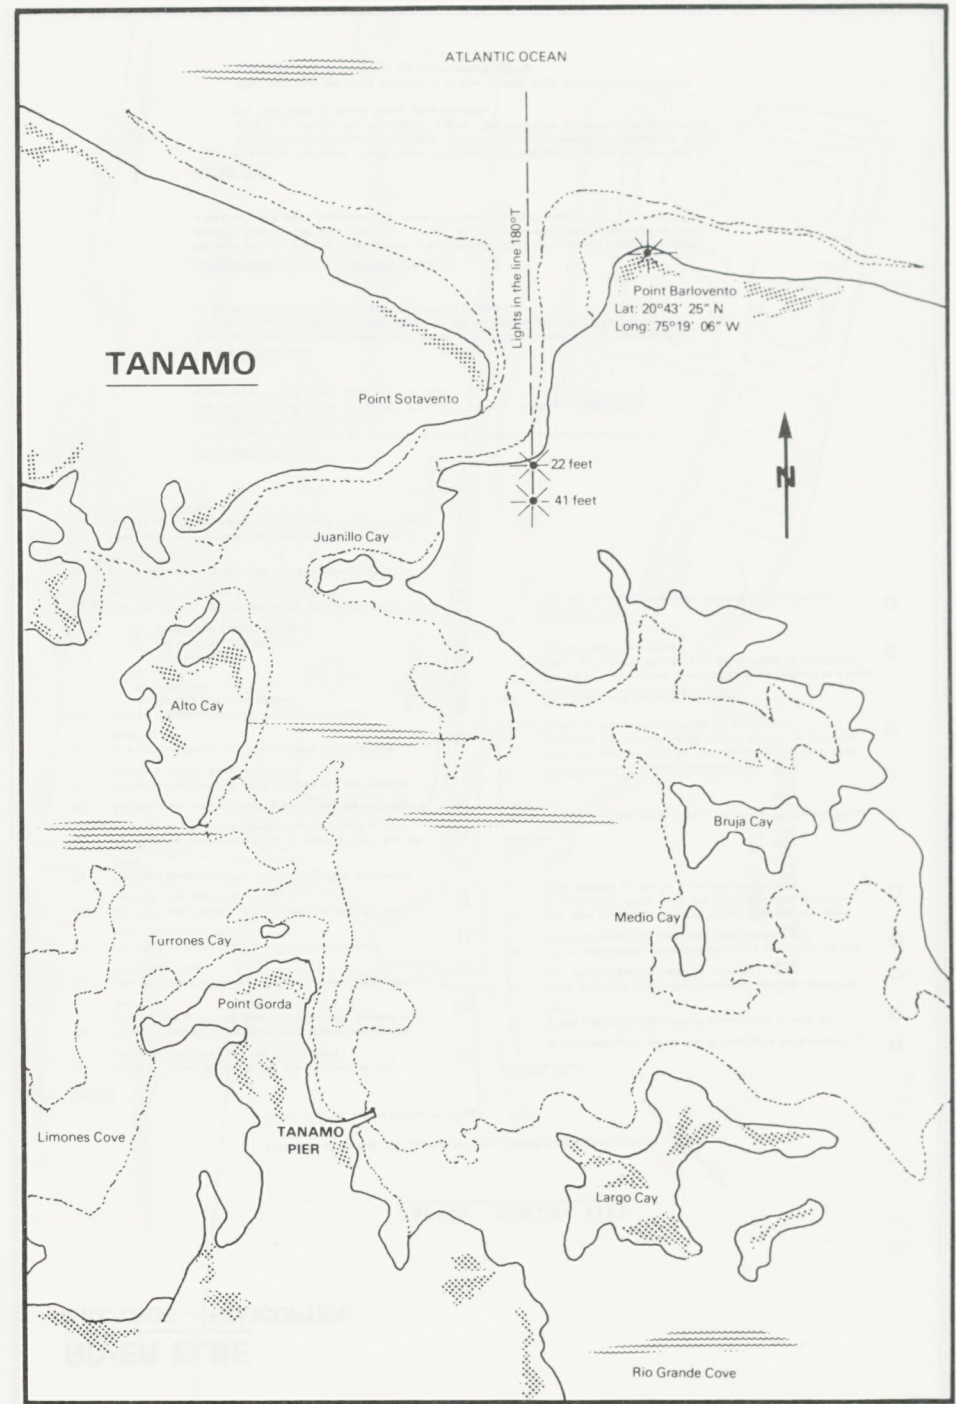 ATLANTIC OCEAN
Lights in the line 180°T
Point Barlovento
Lat: 20°43′ 25″ N
Long: 75°19′ 06″ W
TANAMO
Point Sotavento
22 feet
41 feet
N
Juanillo Cay
Alto Cay
Bruja Cay
Medio Cay
Turrones Cay
Point Gorda
Limones Cove
TANAMO
PIER
Largo Cay
Rio Grande Cove